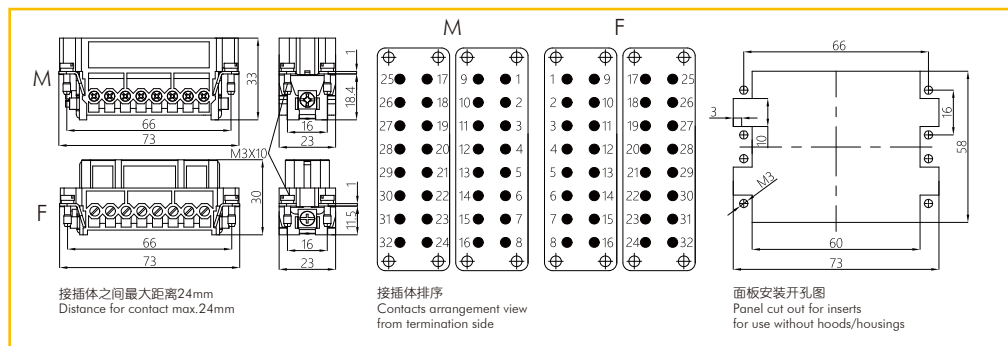 M
33
1
18.4
66
73
16
23
M3X10
F
30
1
11.5
66
73
16
23
接插体之间最大距离24mm
Distance for contact max.24mm
M F
25 17 9 1 1 9 17 25
26 18 10 2 2 10 18 26
27 19 11 3 3 11 19 27
28 20 12 4 4 12 20 28
29 21 13 5 5 13 21 29
30 22 14 6 6 14 22 30
31 23 15 7 7 15 23 31
32 24 16 8 8 16 24 32
接插体排序
Contacts arrangement view
from termination side
66
3
10
16
58
M3
60
73
面板安装开孔图
Panel cut out for inserts
for use without hoods/housings